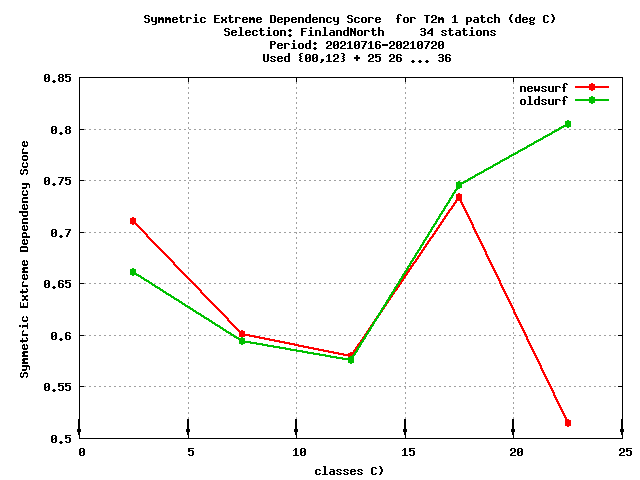 Symmetric Extreme Dependency Score  for T2m 1 patch (deg C)
Selection: FinlandNorth     34 stations
Period: 20210716-20210720
Used {00,12} + 25 26 ... 36
newsurf
oldsurf
0.85
0.8
0.75
0.7
0.65
0.6
0.55
0.5
Symmetric Extreme Dependency Score
0 5 10 15 20 25
classes C)